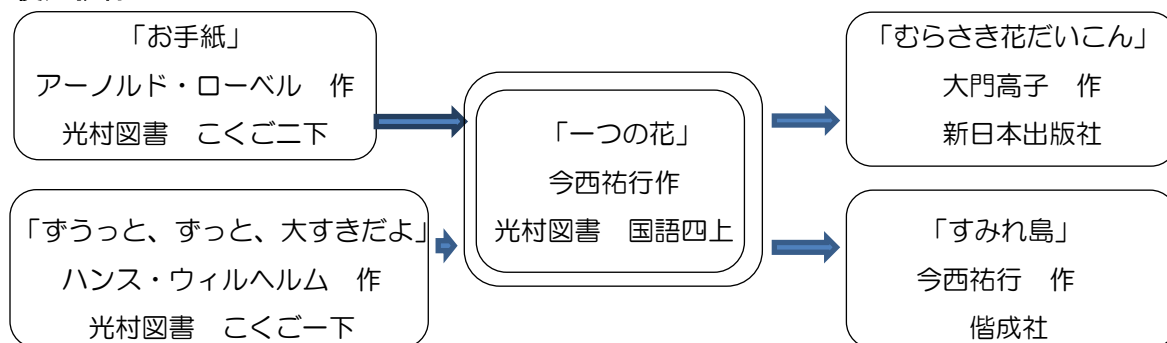 「お手紙」
アーノルド・ローベル　作
光村図書　こくご二下
「ずうっと、ずっと、大すきだよ」
ハンス・ウィルヘルム　作
光村図書　こくご一下
「一つの花」
今西祐行作
光村図書　国語四上
「むらさき花だいこん」
大門高子　作
新日本出版社
「すみれ島」
今西祐行　作
偕成社